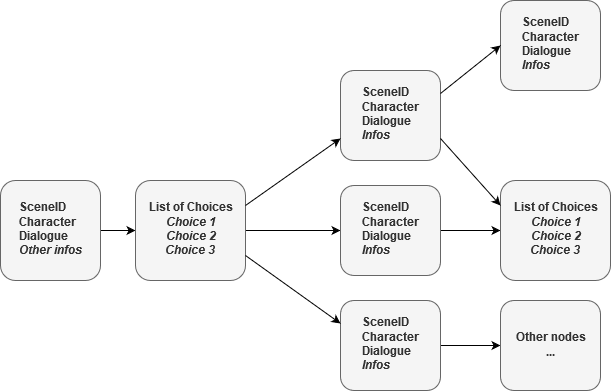 SceneID
Character
Dialogue
Other infos
List of Choices
Choice 1
Choice 2
Choice 3
SceneID
Character
Dialogue
Infos
SceneID
Character
Dialogue
Infos
SceneID
Character
Dialogue
Infos
SceneID
Character
Dialogue
Infos
List of Choices
Choice 1
Choice 2
Choice 3
Other nodes
...